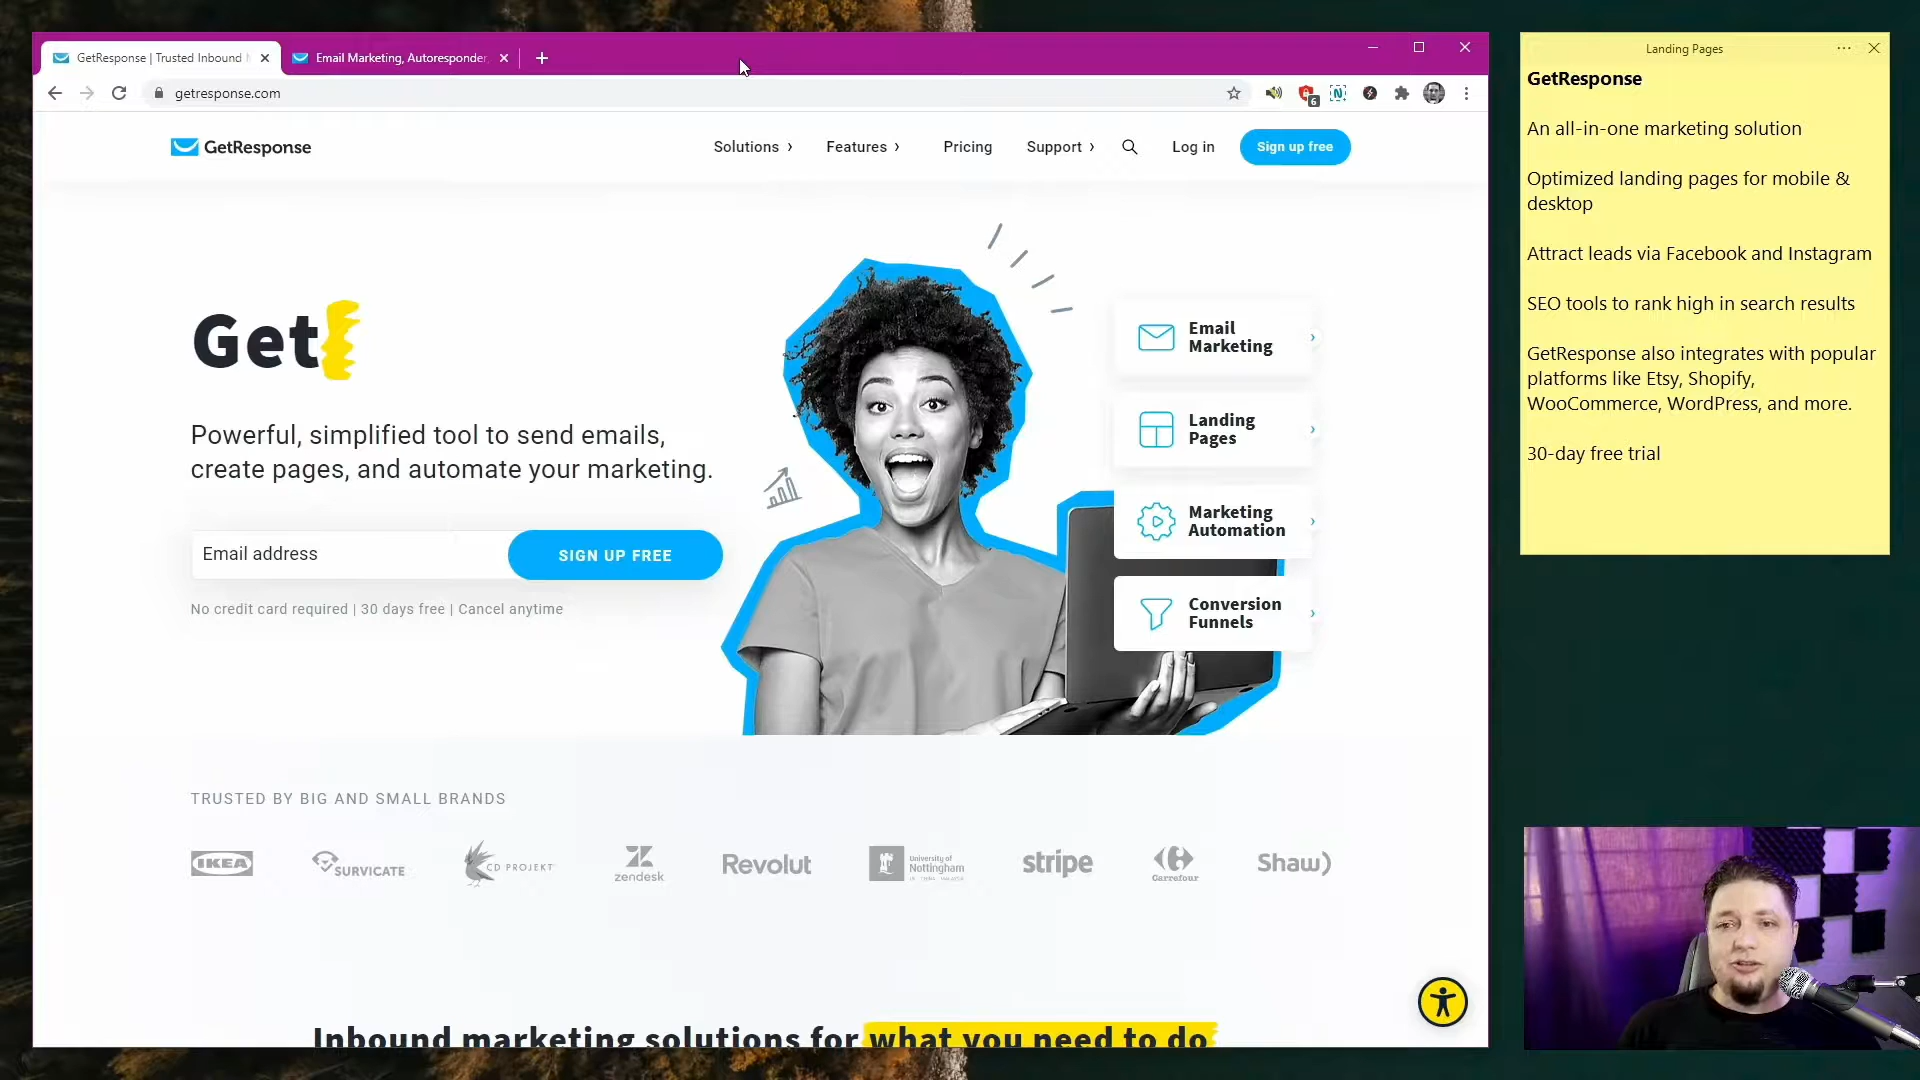 GetResponse | Trusted Inbound
Email Marketing, Autoresponder,
getresponse.com
6
N
GetResponse
Solutions
Features
Pricing
Support
Log in
Sign up free
Get
Powerful, simplified tool to send emails,
create pages, and automate your marketing.
Email address
SIGN UP FREE
No credit card required | 30 days free | Cancel anytime
Email
Marketing
Landing
Pages
Marketing
Automation
Conversion
Funnels
TRUSTED BY BIG AND SMALL BRANDS
IKEA
SURVICATE
CD PROJEKT
zendesk
Revolut
University of
Nottingham
stripe
Carrefour
Shaw)
Inbound marketing solutions for what you need to do
Landing Pages
GetResponse
An all-in-one marketing solution
Optimized landing pages for mobile &
desktop
Attract leads via Facebook and Instagram
SEO tools to rank high in search results
GetResponse also integrates with popular
platforms like Etsy, Shopify,
WooCommerce, WordPress, and more.
30-day free trial